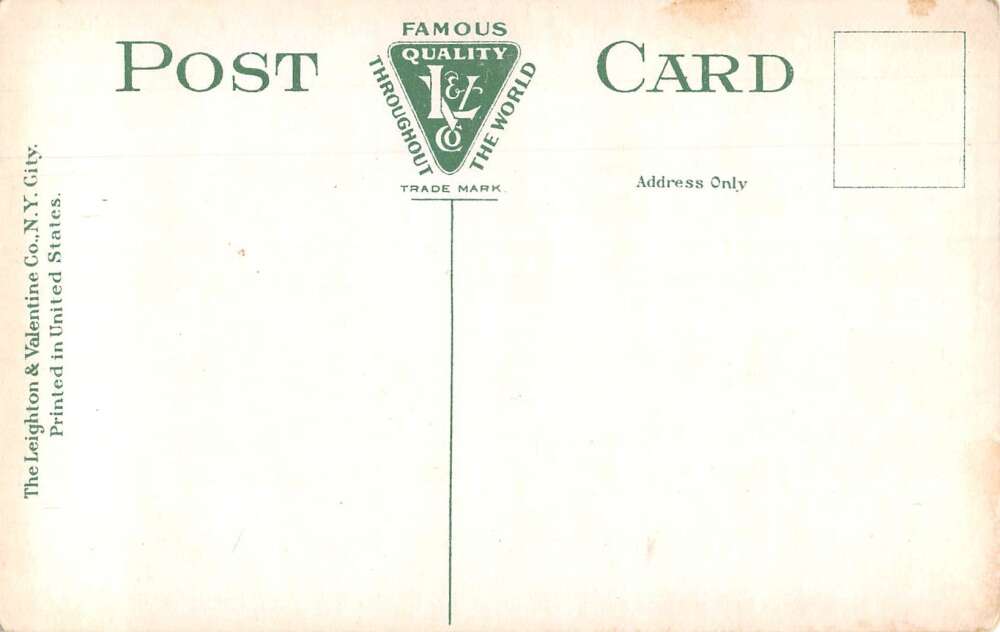 POST CARD
FAMOUS
QUALITY
THROUGHOUT
THE WORLD
L & V
Co
TRADE MARK.
Address Only
The Leighton & Valentine Co., N.Y. City.
Printed in United States.